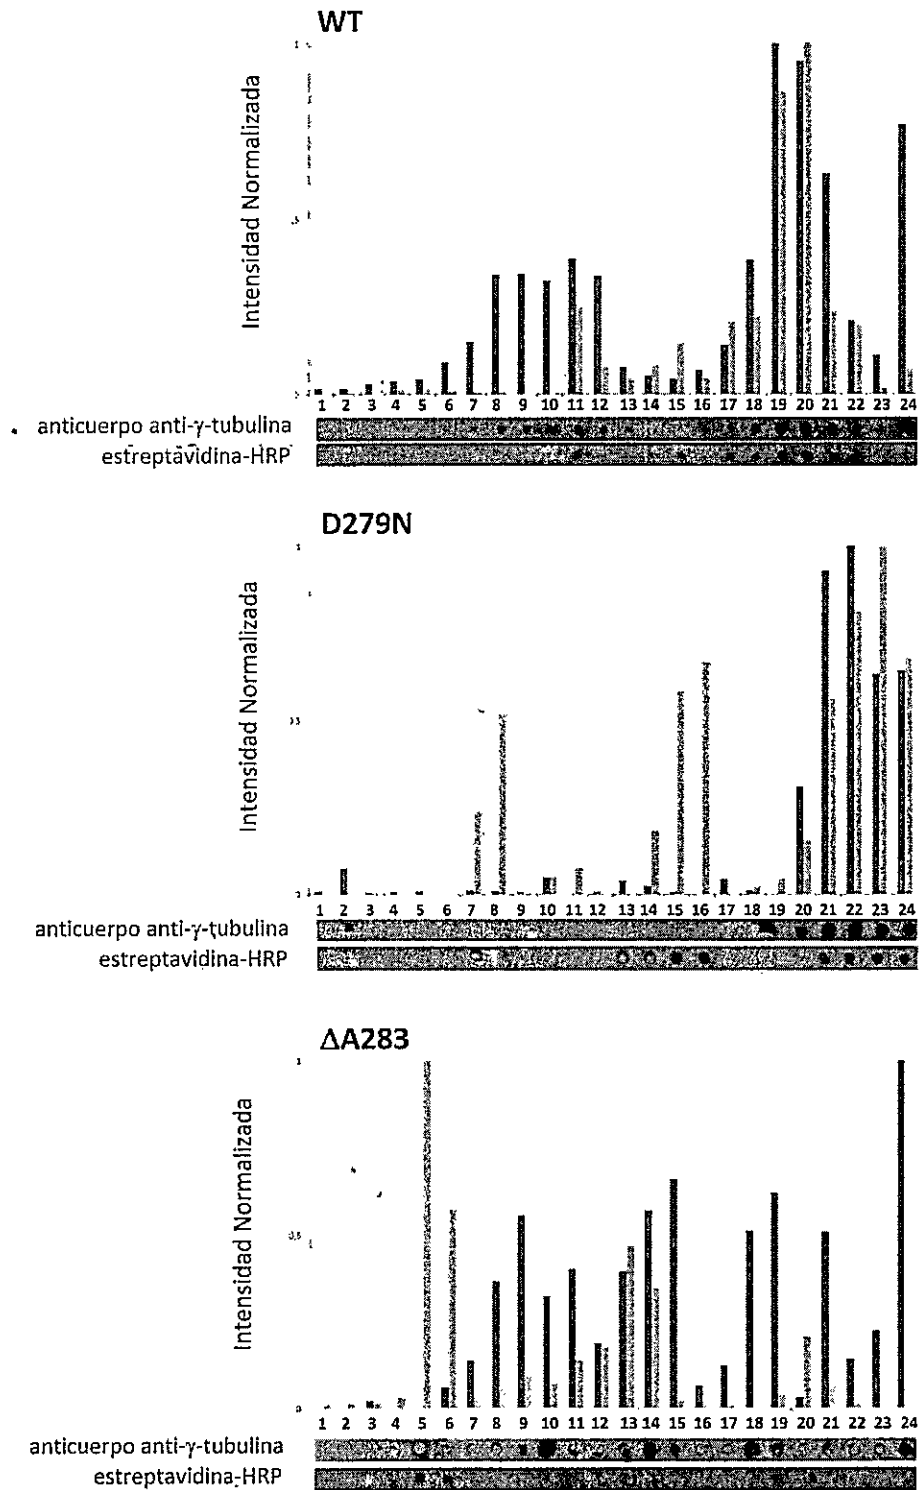 WT
Intensidad Normalizada
1
,5
1 2 3 4 5 6 7 8 9 10 11 12 13 14 15 16 17 18 19 20 21 22 23 24
anticuerpo anti-γ-tubulina
estreptavidina-HRP
D279N
Intensidad Normalizada
1
1 2 3 4 5 6 7 8 9 10 11 12 13 14 15 16 17 18 19 20 21 22 23 24
anticuerpo anti-γ-tubulina
estreptavidina-HRP
ΔA283
Intensidad Normalizada
1
0,5
0
1 2 3 4 5 6 7 8 9 10 11 12 13 14 15 16 17 18 19 20 21 22 23 24
anticuerpo anti-γ-tubulina
estreptavidina-HRP